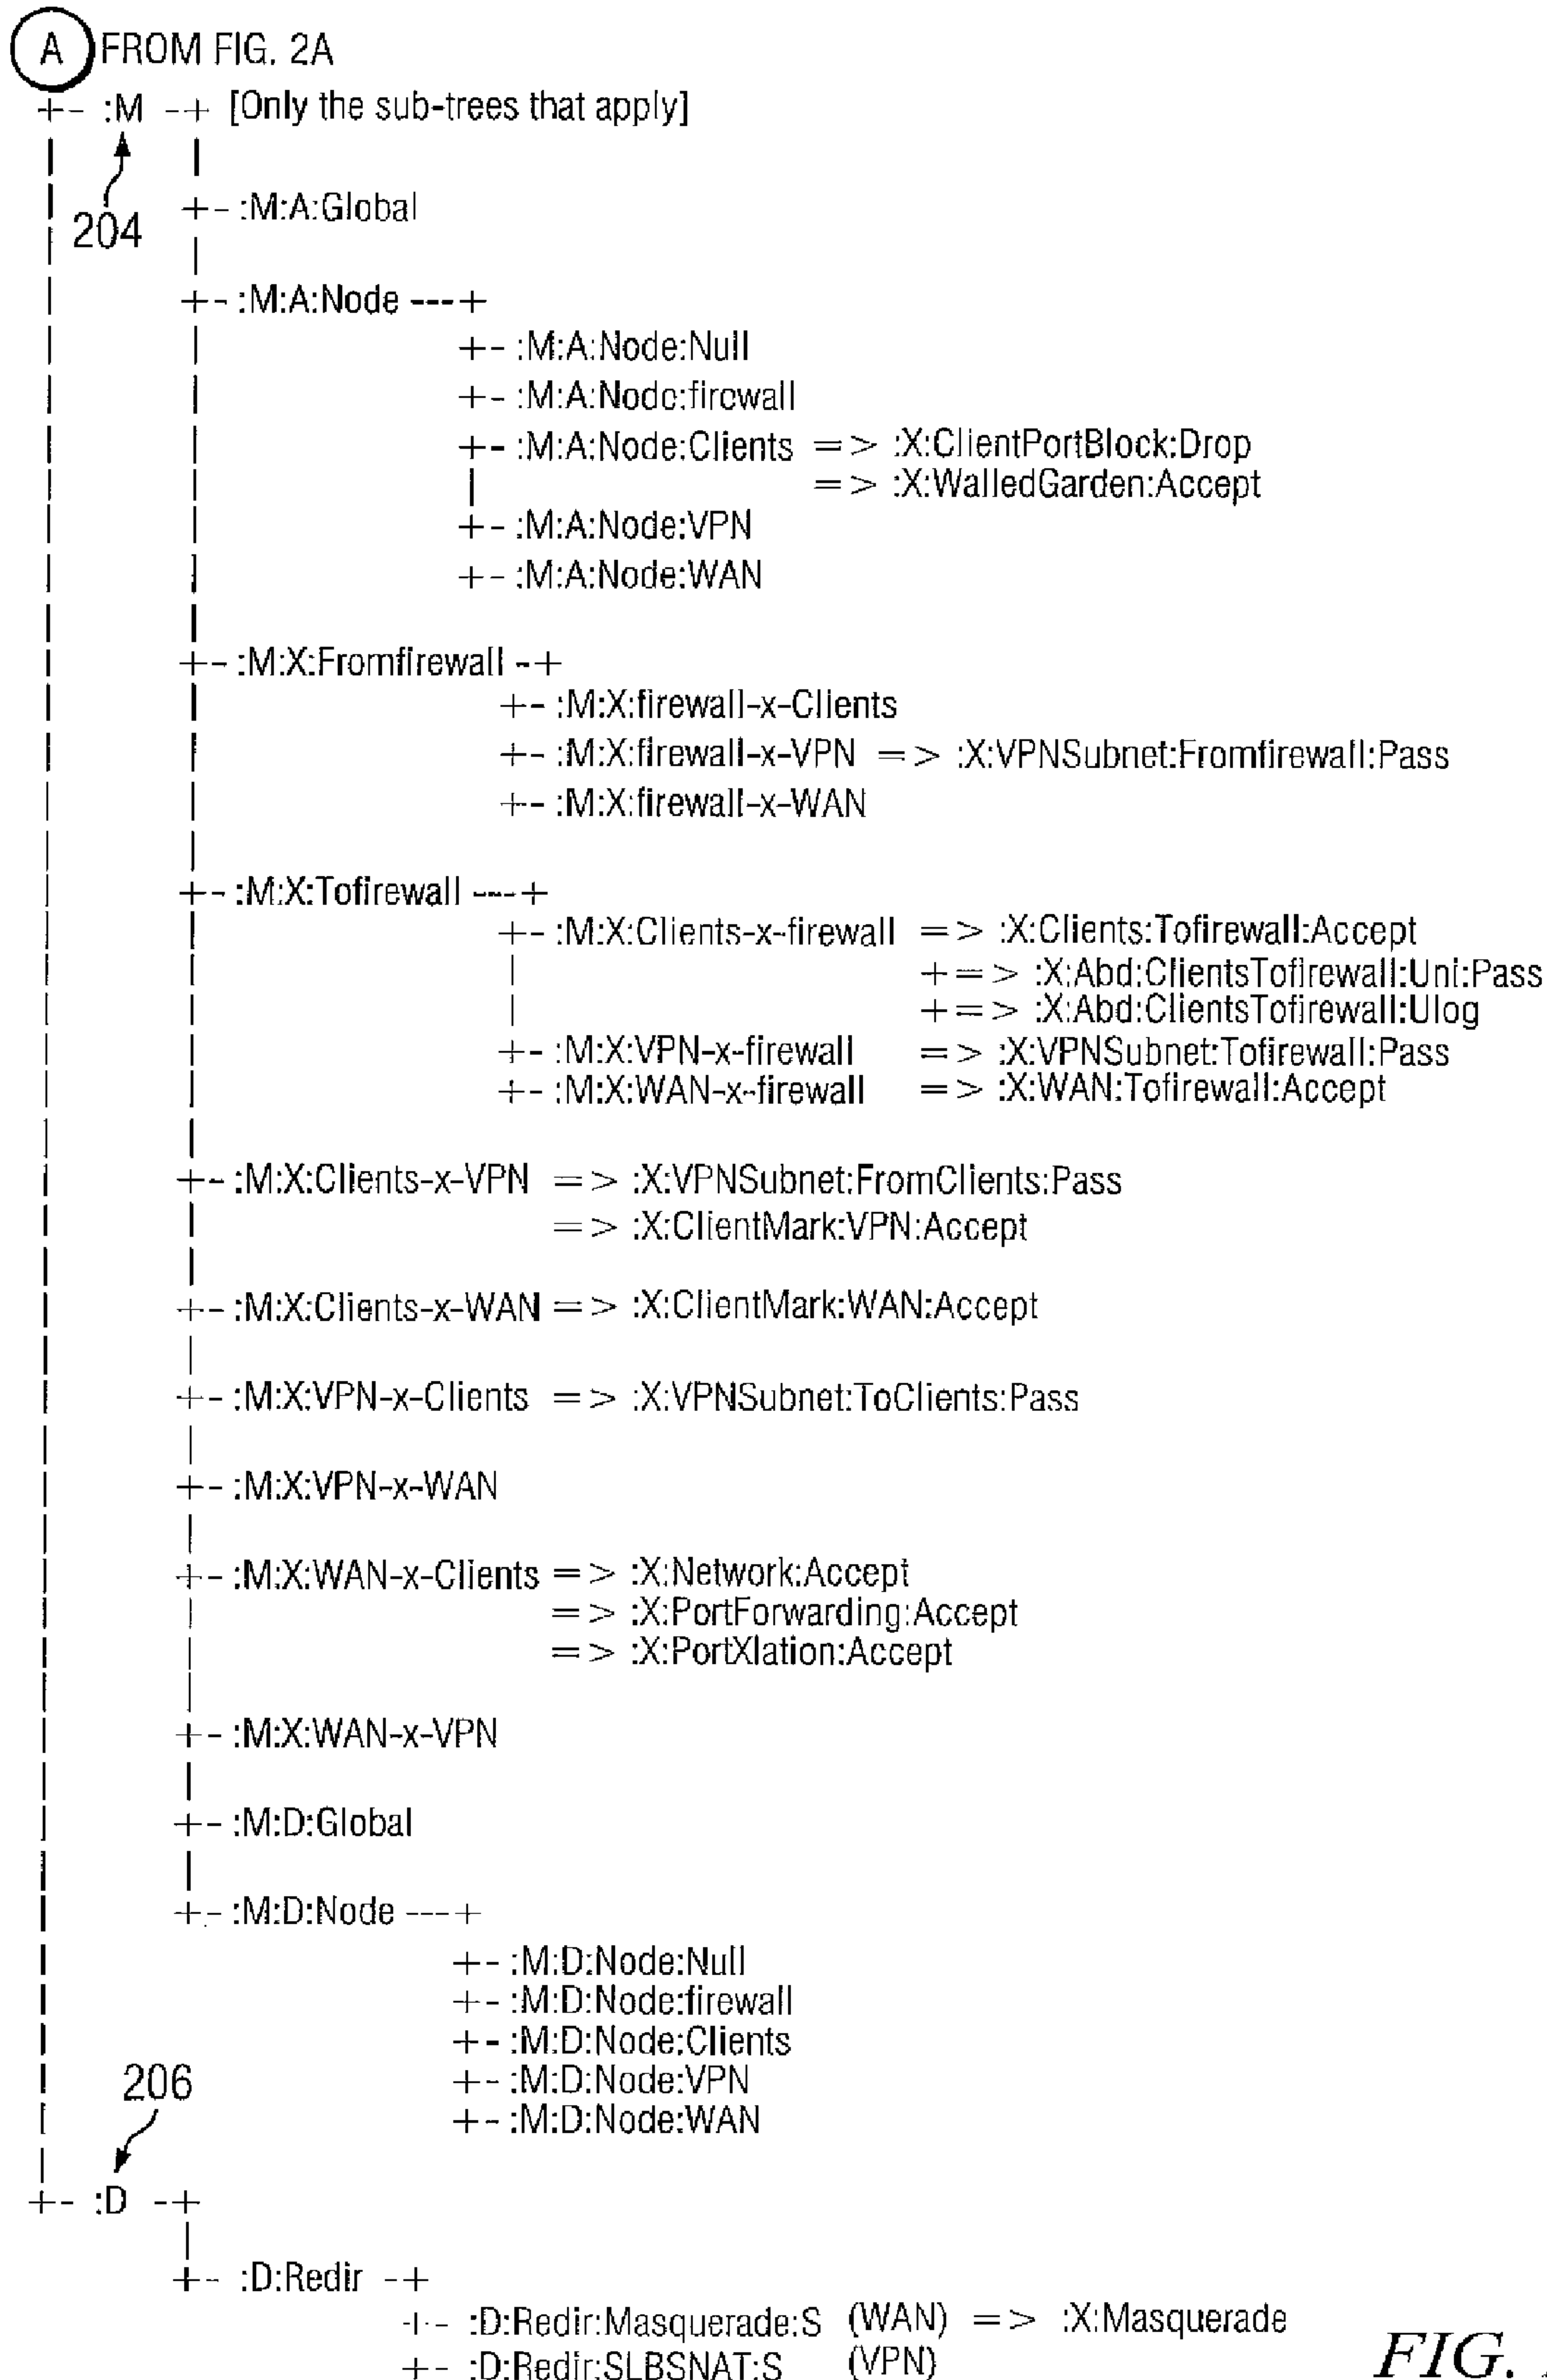 A FROM FIG. 2A
+- :M -+ [Only the sub-trees that apply]
204
+- :M:A:Global
+- :M:A:Node ---+
+- :M:A:Node:Null
+- :M:A:Node:firewall
+- :M:A:Node:Clients => :X:ClientPortBlock:Drop
=> :X:WalledGarden:Accept
+- :M:A:Node:VPN
+- :M:A:Node:WAN
+- :M:X:Fromfirewall -+
+- :M:X:firewall-x-Clients
+- :M:X:firewall-x-VPN => :X:VPNSubnet:Fromfirewall:Pass
+- :M:X:firewall-x-WAN
+- :M:X:Tofirewall ----+
+- :M:X:Clients-x-firewall => :X:Clients:Tofirewall:Accept
+=> :X:Abd:ClientsTofirewall:Uni:Pass
+=> :X:Abd:ClientsTofirewall:Ulog
+- :M:X:VPN-x-firewall => :X:VPNSubnet:Tofirewall:Pass
+- :M:X:WAN-x-firewall => :X:WAN:Tofirewall:Accept
+- :M:X:Clients-x-VPN => :X:VPNSubnet:FromClients:Pass
=> :X:ClientMark:VPN:Accept
+- :M:X:Clients-x-WAN => :X:ClientMark:WAN:Accept
+- :M:X:VPN-x-Clients => :X:VPNSubnet:ToClients:Pass
+- :M:X:VPN-x-WAN
+- :M:X:WAN-x-Clients => :X:Network:Accept
=> :X:PortForwarding:Accept
=> :X:PortXlation:Accept
+- :M:X:WAN-x-VPN
+- :M:D:Global
+- :M:D:Node ---+
+- :M:D:Node:Null
+- :M:D:Node:firewall
+- :M:D:Node:Clients
+- :M:D:Node:VPN
+- :M:D:Node:WAN
206
+- :D -+
+- :D:Redir -+
+- :D:Redir:Masquerade:S (WAN) => :X:Masquerade
+- :D:Redir:SLBSNAT:S (VPN)
FIG.